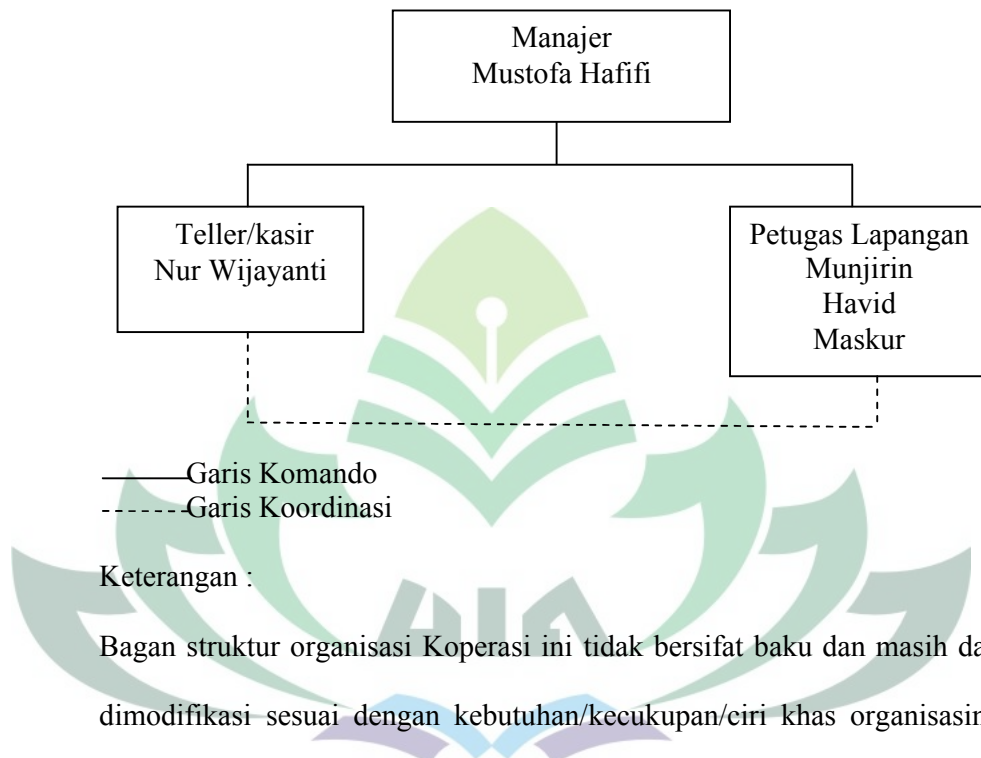 Manajer
Mustofa Hafifi
Teller/kasir
Nur Wijayanti
Petugas Lapangan
Munjirin
Havid
Maskur
Garis Komando
Garis Koordinasi
Keterangan :
Bagan struktur organisasi Koperasi ini tidak bersifat baku dan masih da
dimodifikasi sesuai dengan kebutuhan/kecukupan/ciri khas organisasin